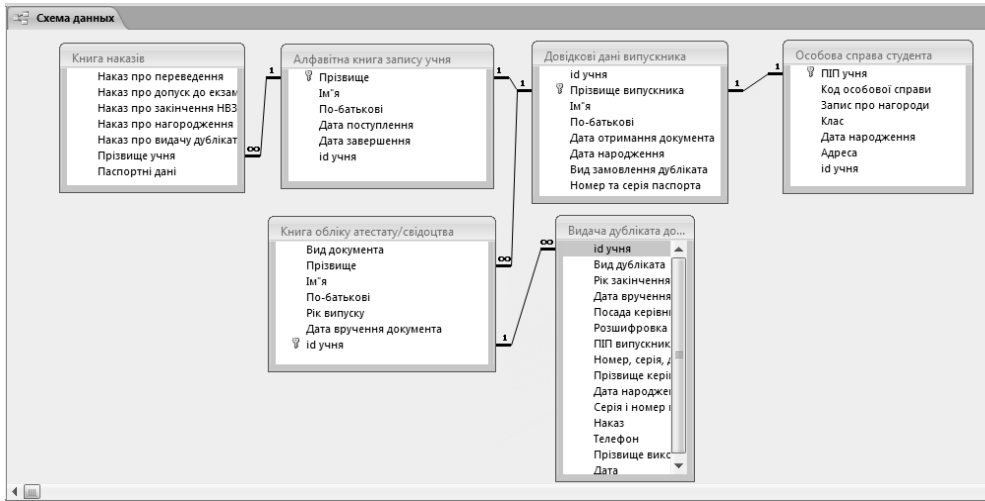 Схема данных
Книга наказів
Наказ про переведення
Наказ про допуск до екзам
Наказ про закінчення НВЗ
Наказ про нагородження
Наказ про видачу дублікат
Прізвище учня
Паспортні дані
∞
1
Алфавітна книга запису учня
Прізвище
Ім"я
По-батькові
Дата поступлення
Дата завершення
id учня
1
1
Довідкові дані випускника
id учня
Прізвище випускника
Ім"я
По-батькові
Дата отримання документа
Дата народження
Вид замовлення дубліката
Номер та серія паспорта
1
1
Особова справа студента
ПІП учня
Код особової справи
Запис про нагороди
Клас
Дата народження
Адреса
id учня
Книга обліку атестату/свідоцтва
Вид документа
Прізвище
Ім"я
По-батькові
Рік випуску
Дата вручення документа
id учня
∞
1
∞
Видача дубліката до...
id учня
Вид дубліката
Рік закінчення
Дата вручення
Посада керівн
Розшифровка
ПІП випускник
Номер, серія, д
Прізвище керів
Дата народжен
Серія і номер
Наказ
Телефон
Прізвище вико
Дата